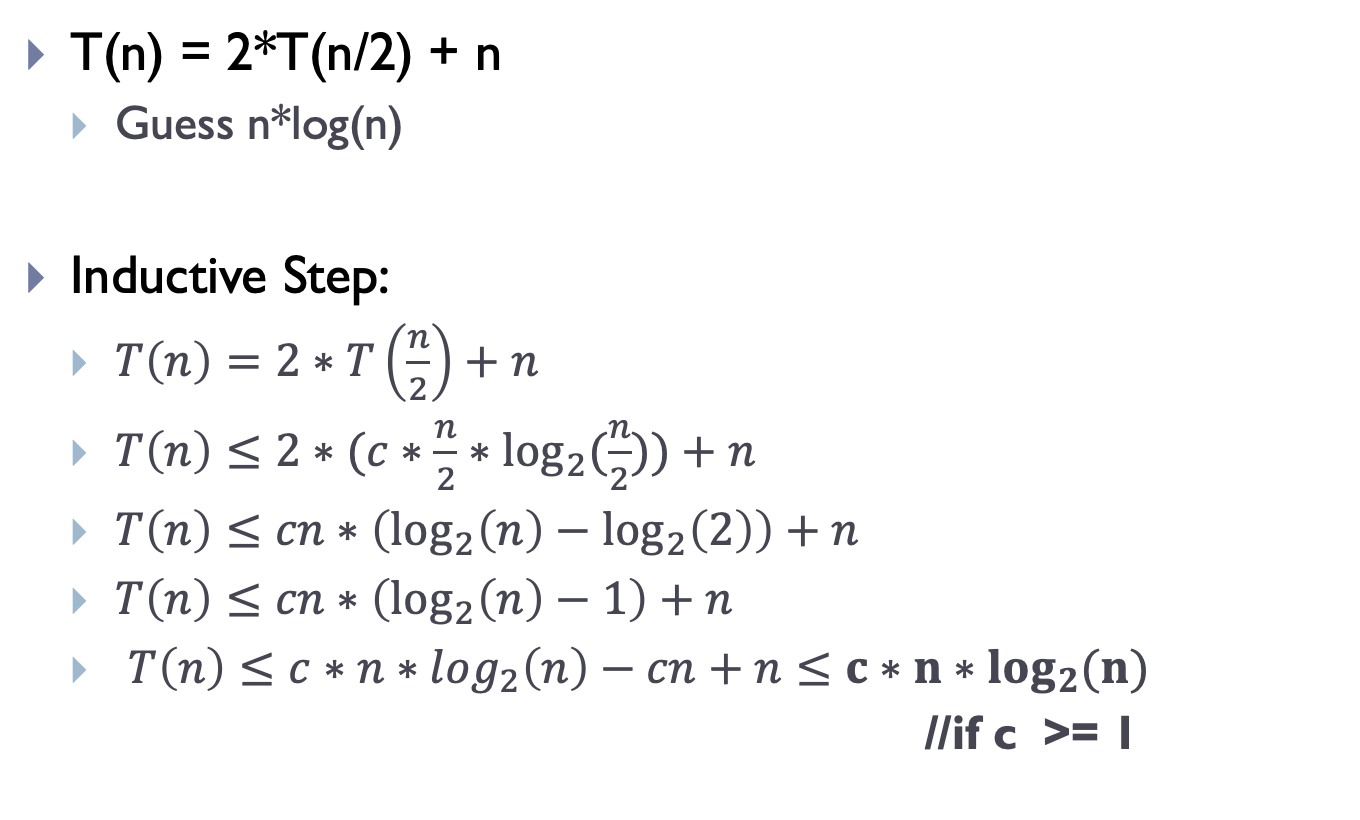 T(n) = 2*T(n/2) + n
Guess n*log(n)
Inductive Step:
T(n) = 2 ∗ T(n/2) + n
T(n) ≤ 2 ∗ (c ∗ n/2 ∗ log₂(n/2)) + n
T(n) ≤ cn ∗ (log₂(n) − log₂(2)) + n
T(n) ≤ cn ∗ (log₂(n) − 1) + n
T(n) ≤ c ∗ n ∗ log₂(n) − cn + n ≤ c ∗ n ∗ log₂(n)
//if c >= 1